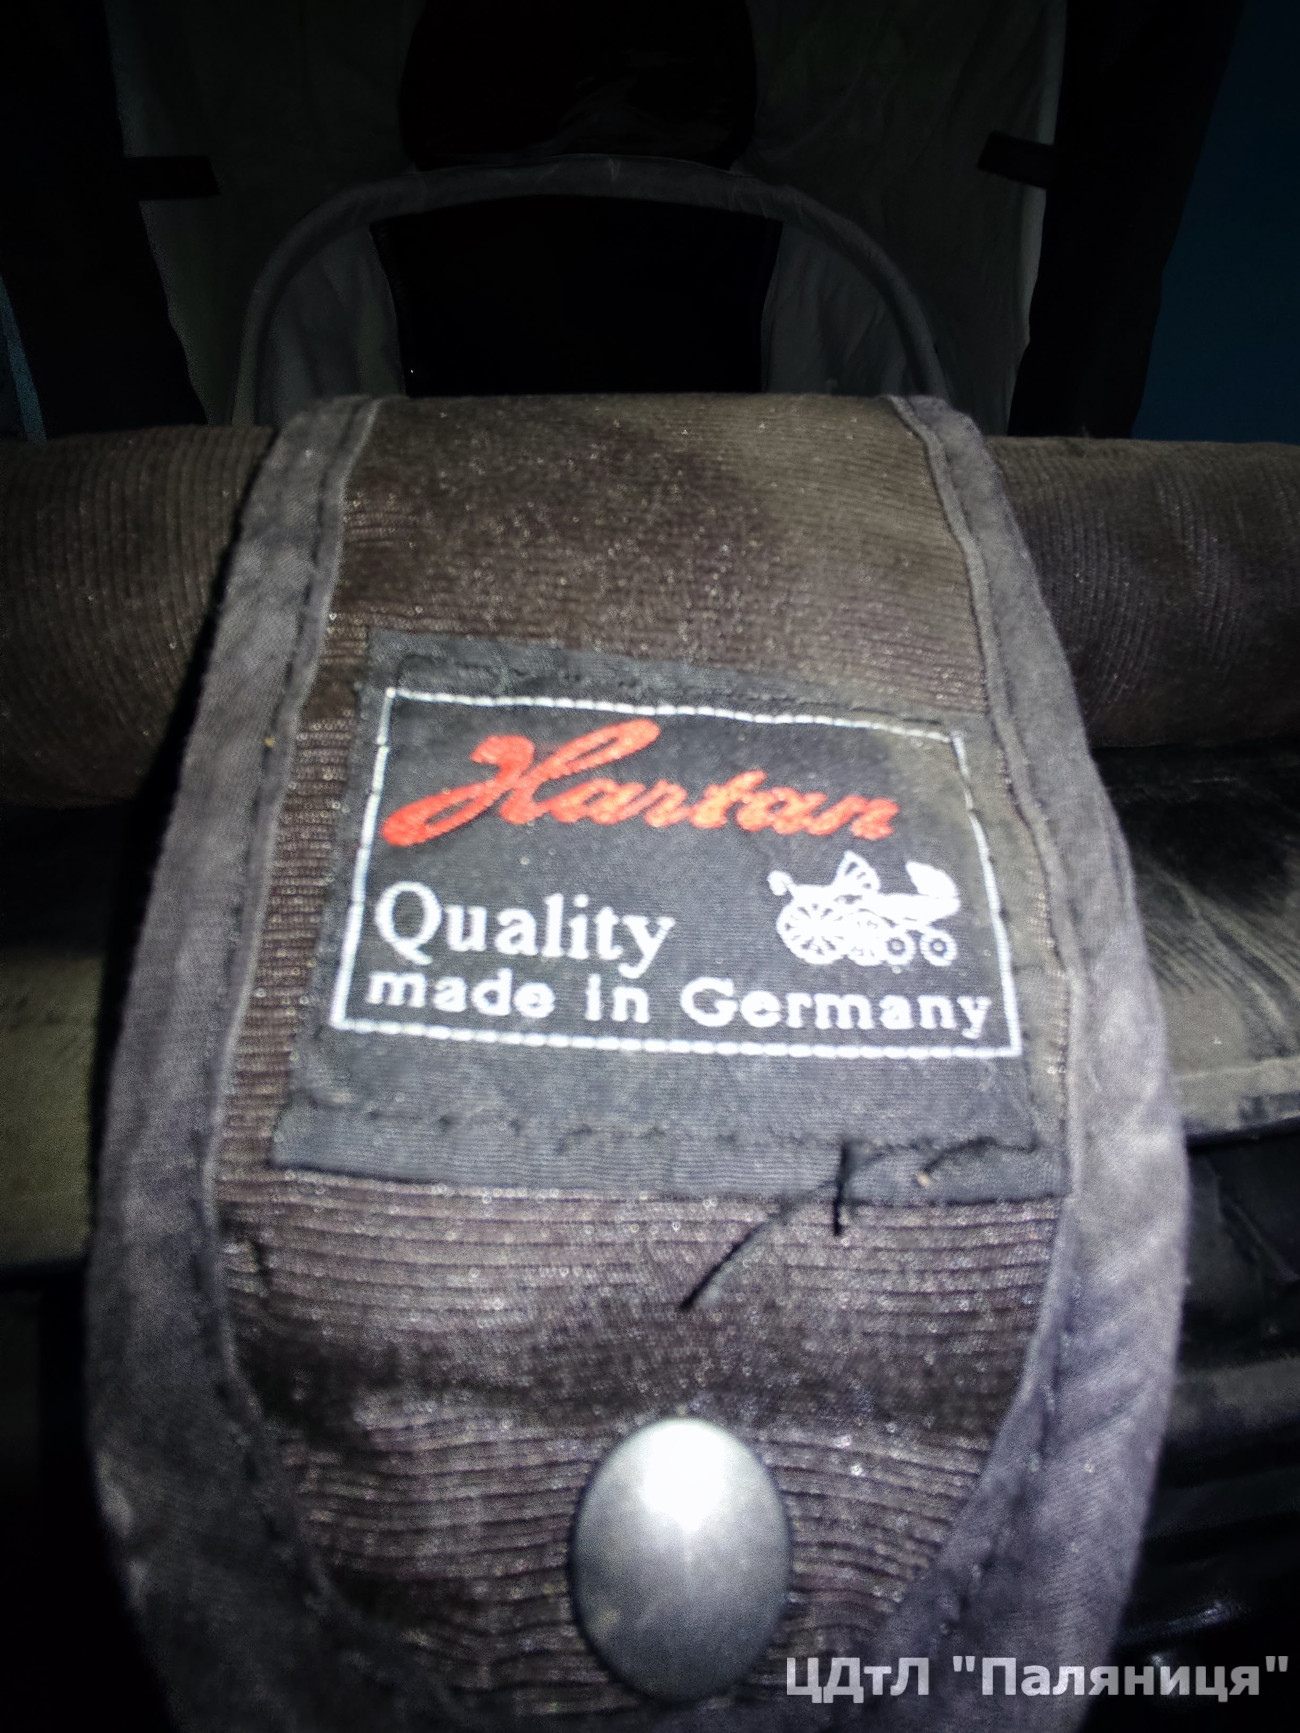 Hartan
Quality
made in Germany
ЦДтЛ "Паляниця"